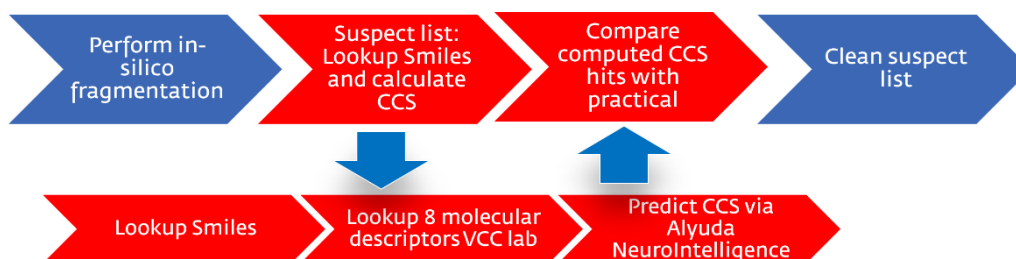 Perform in-
silico
fragmentation
Suspect list:
Lookup Smiles
and calculate
CCS
Compare
computed CCS
hits with
practical
Clean suspect
list
Lookup Smiles
Lookup 8 molecular
descriptors VCC lab
Predict CCS via
Alyuda
NeuroIntelligence